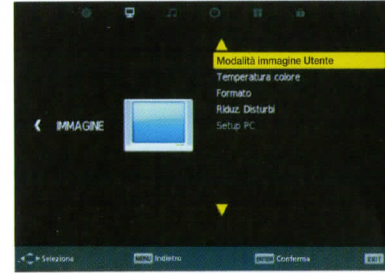 Modalità immagine Utente
Temperatura colore
Formato
Riduz. Disturbi
IMMAGINE
Setup PC
Seleziona
MENU Indietro
ENTER Conferma
EXIT